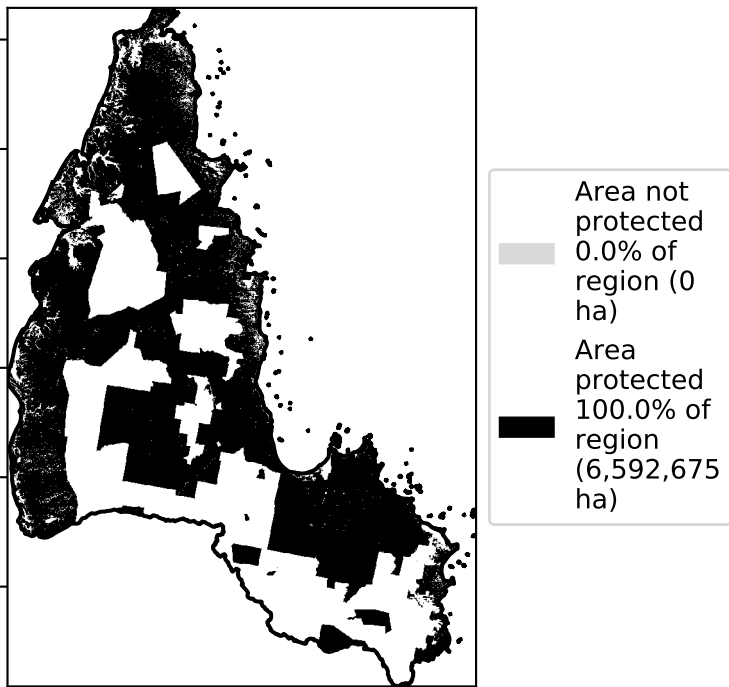 Area not
protected
0.0% of
region (0
ha)
Area
protected
100.0% of
region
(6,592,675
ha)